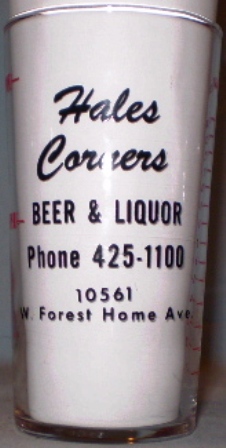 Hales
Corners
BEER & LIQUOR
Phone 425-1100
10561
W. Forest Home Ave.